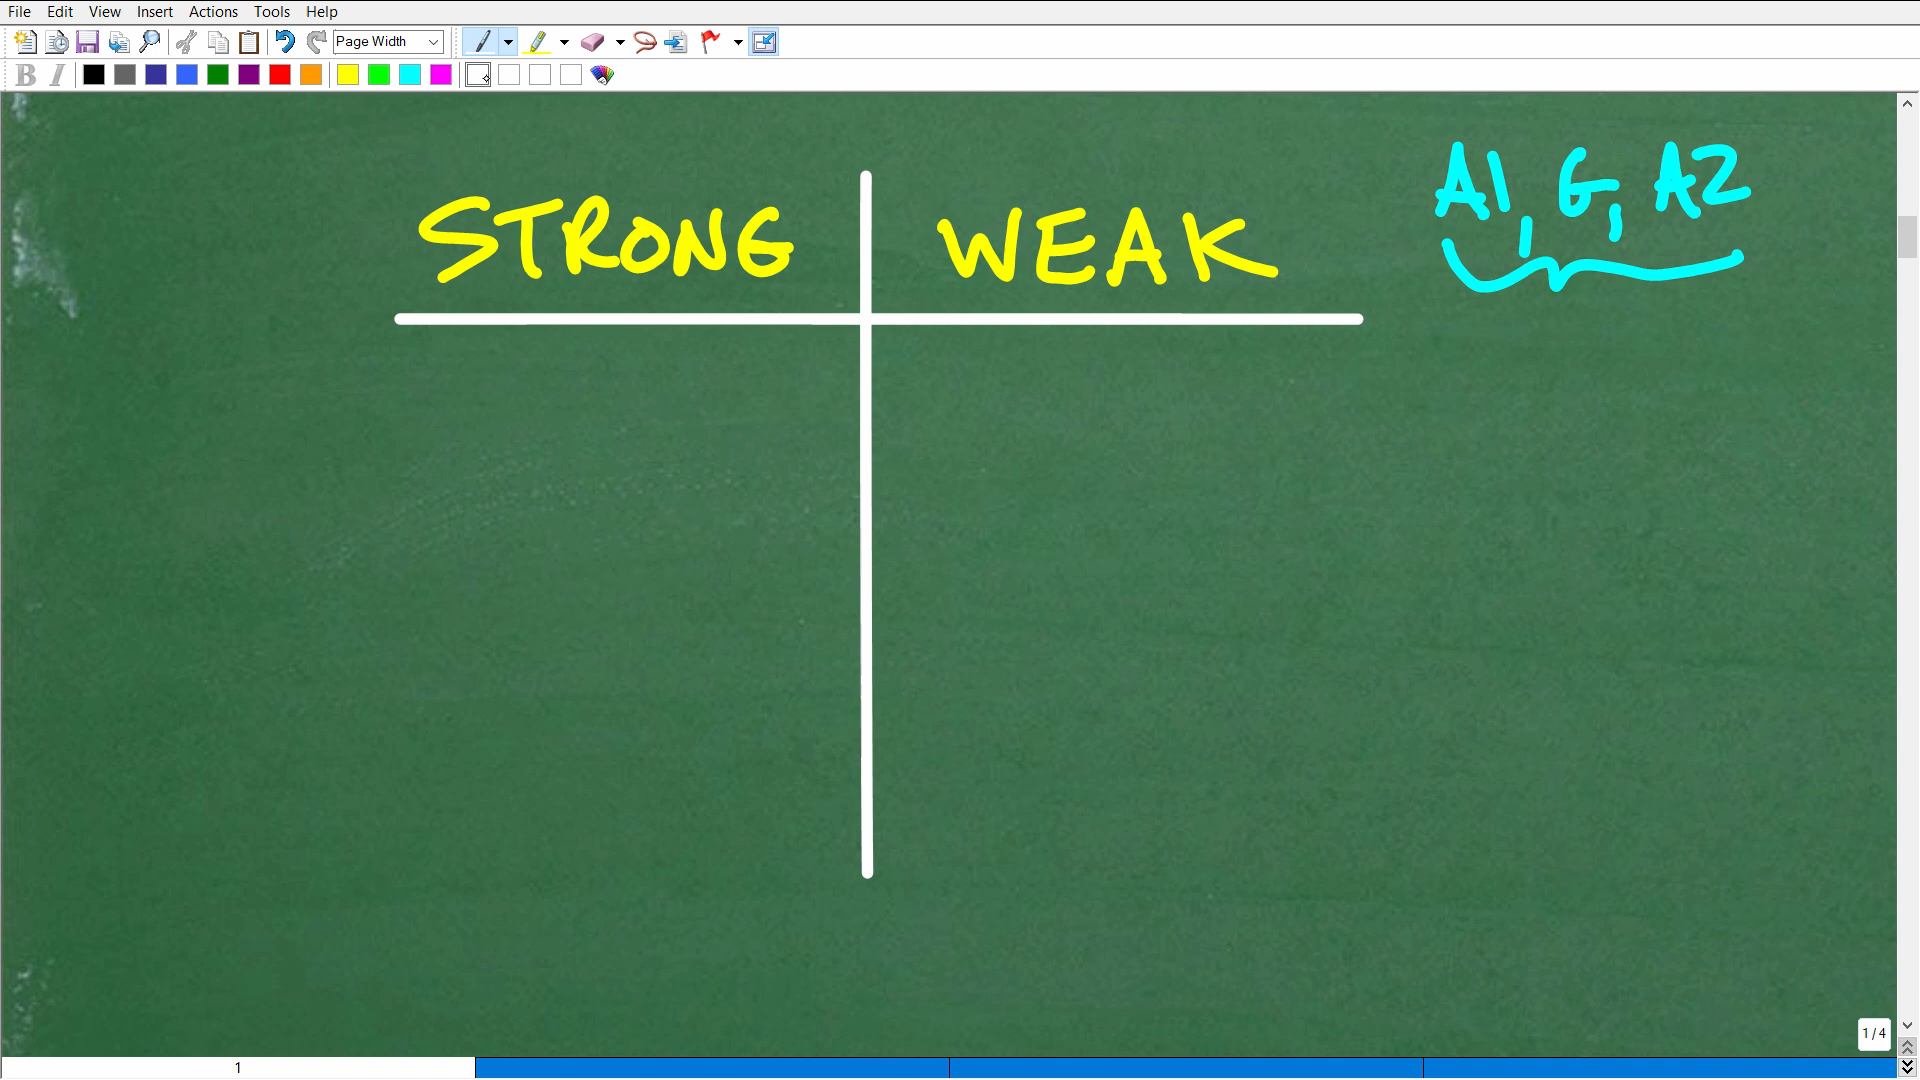 File Edit View Insert Actions Tools Help
Page Width
B I
STRONG WEAK A1, G, A2
1 / 4
1